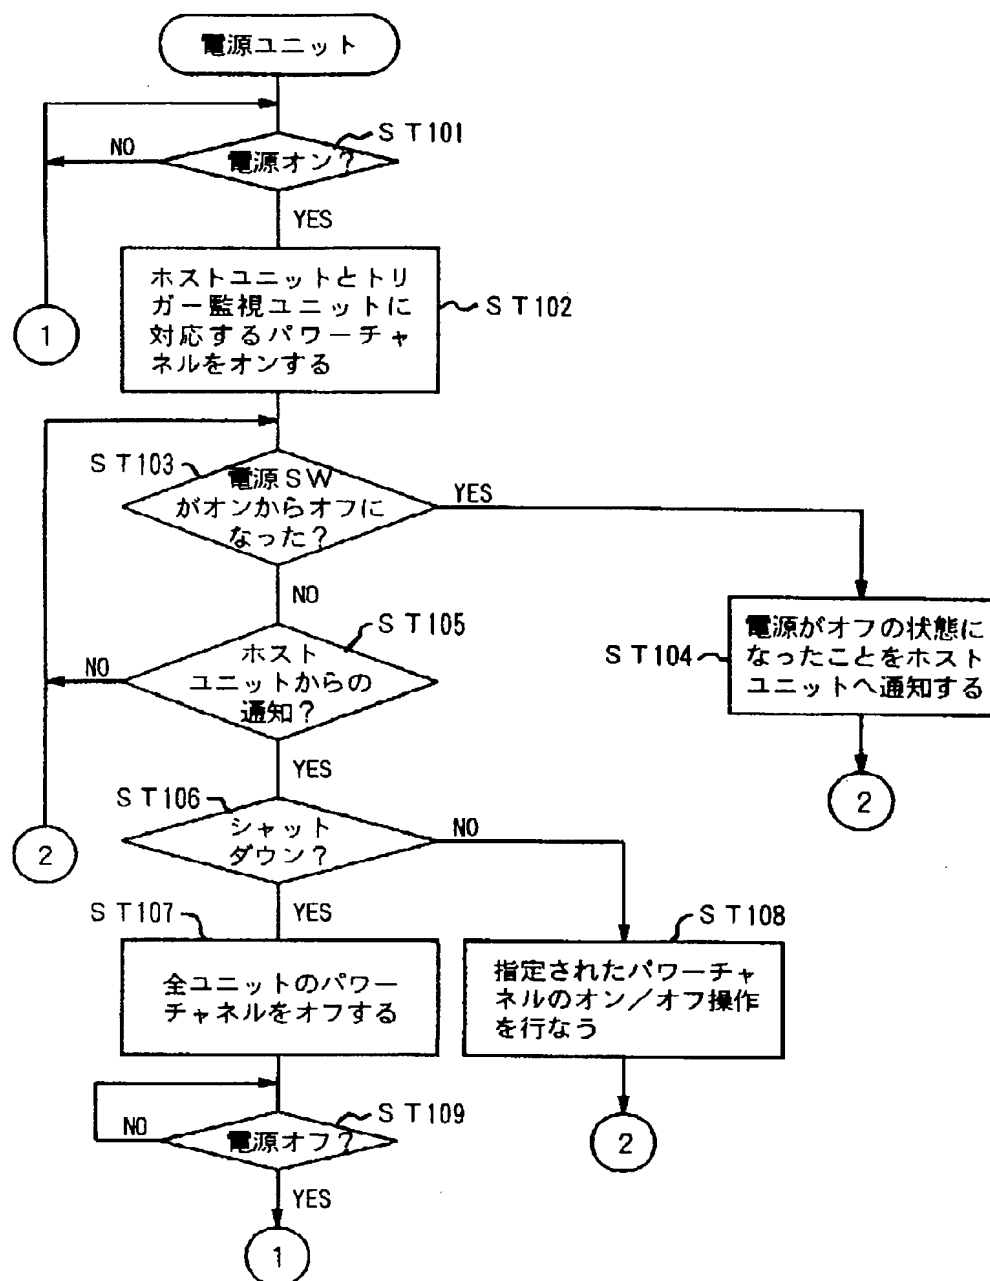 電源ユニット
ST101
NO
電源オン？
YES
ホストユニットとトリ
ガー監視ユニットに
対応するパワーチャ
ネルをオンする
ST102
1
ST103
電源SW
がオンからオフに
なった？
YES
NO
ST105
NO
ホスト
ユニットからの
通知？
ST104
電源がオフの状態に
なったことをホスト
ユニットへ通知する
YES
2
ST106
シャット
ダウン？
NO
2
YES
ST107
全ユニットのパワー
チャネルをオフする
ST108
指定されたパワーチャ
ネルのオン／オフ操作
を行なう
ST109
NO
電源オフ？
2
YES
1